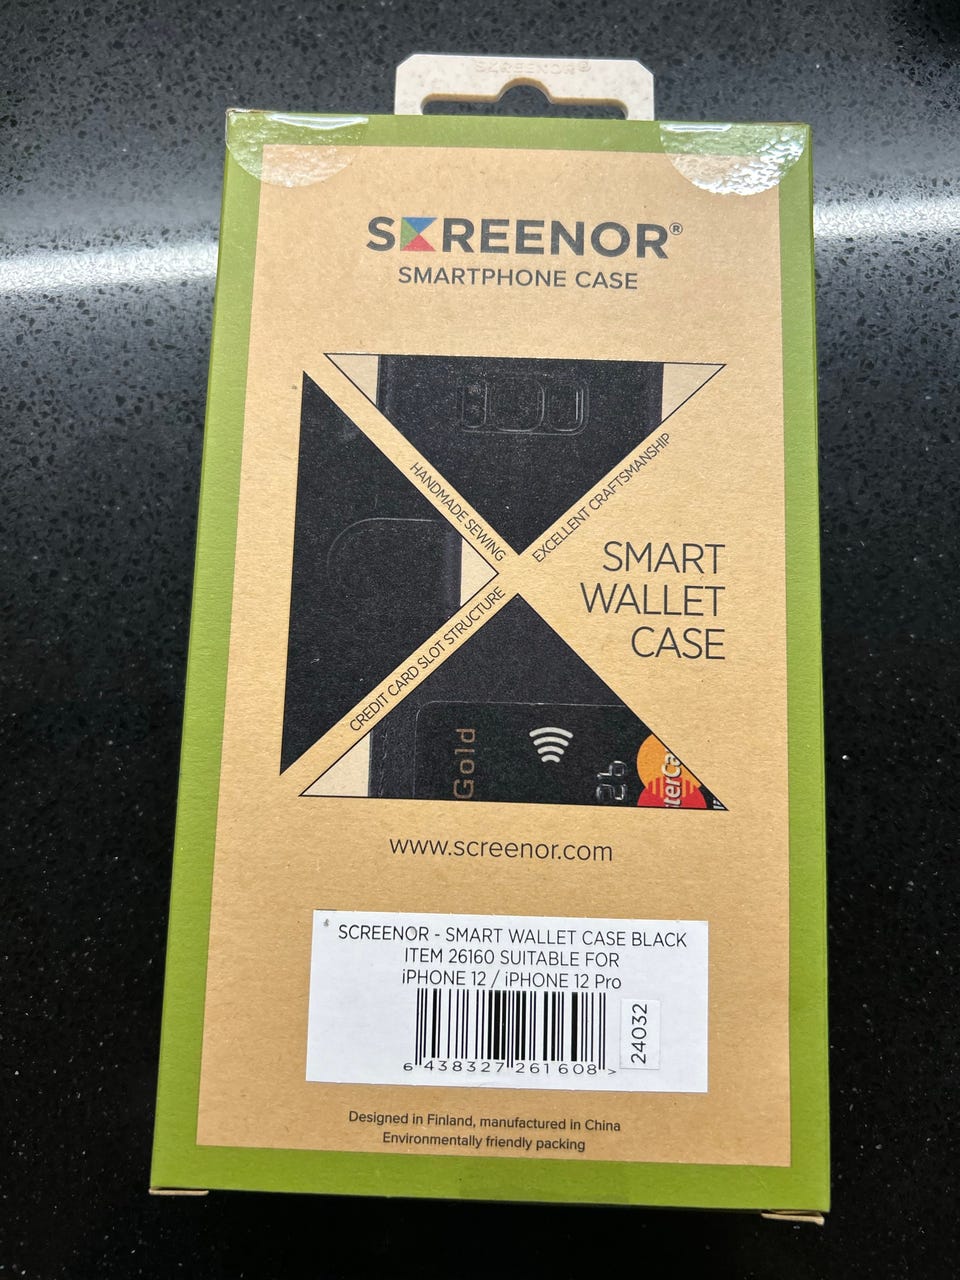 SCREENOR®
SCREENOR®
SMARTPHONE CASE
HANDMADE SEWING
EXCELLENT CRAFTSMANSHIP
SMART
WALLET
CASE
CREDIT CARD SLOT STRUCTURE
Gold
www.screenor.com
SCREENOR - SMART WALLET CASE BLACK
ITEM 26160 SUITABLE FOR
iPHONE 12 / iPHONE 12 Pro
24032
6 438327 261608 >
Designed in Finland, manufactured in China
Environmentally friendly packing